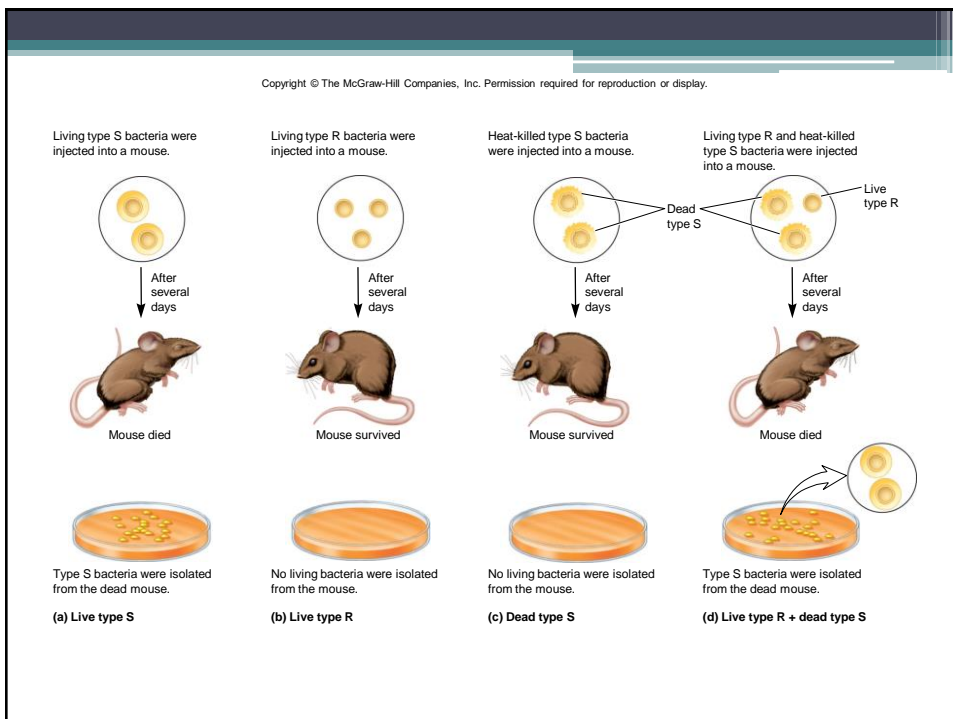 Copyright © The McGraw-Hill Companies, Inc. Permission required for reproduction or display.
Living type S bacteria were
injected into a mouse.
After
several
days
Mouse died
Type S bacteria were isolated
from the dead mouse.
(a) Live type S
Living type R bacteria were
injected into a mouse.
After
several
days
Mouse survived
No living bacteria were isolated
from the mouse.
(b) Live type R
Heat-killed type S bacteria
were injected into a mouse.
Dead
type S
After
several
days
Mouse survived
No living bacteria were isolated
from the mouse.
(c) Dead type S
Living type R and heat-killed
type S bacteria were injected
into a mouse.
Live
type R
After
several
days
Mouse died
Type S bacteria were isolated
from the dead mouse.
(d) Live type R + dead type S